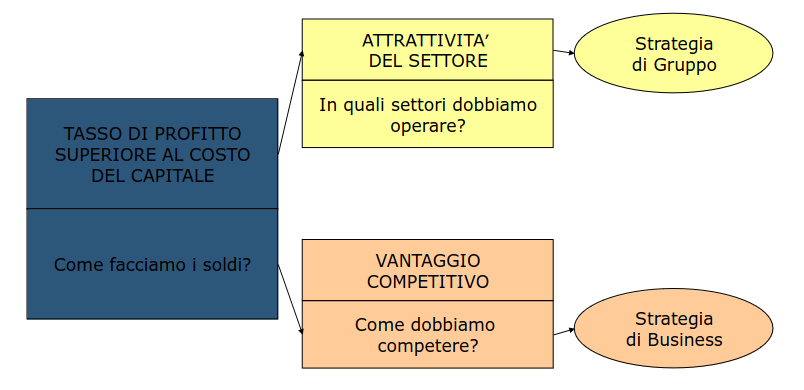 TASSO DI PROFITTO
SUPERIORE AL COSTO
DEL CAPITALE
Come facciamo i soldi?
ATTRATTIVITA’
DEL SETTORE
In quali settori dobbiamo
operare?
Strategia
di Gruppo
VANTAGGIO
COMPETITIVO
Come dobbiamo
competere?
Strategia
di Business